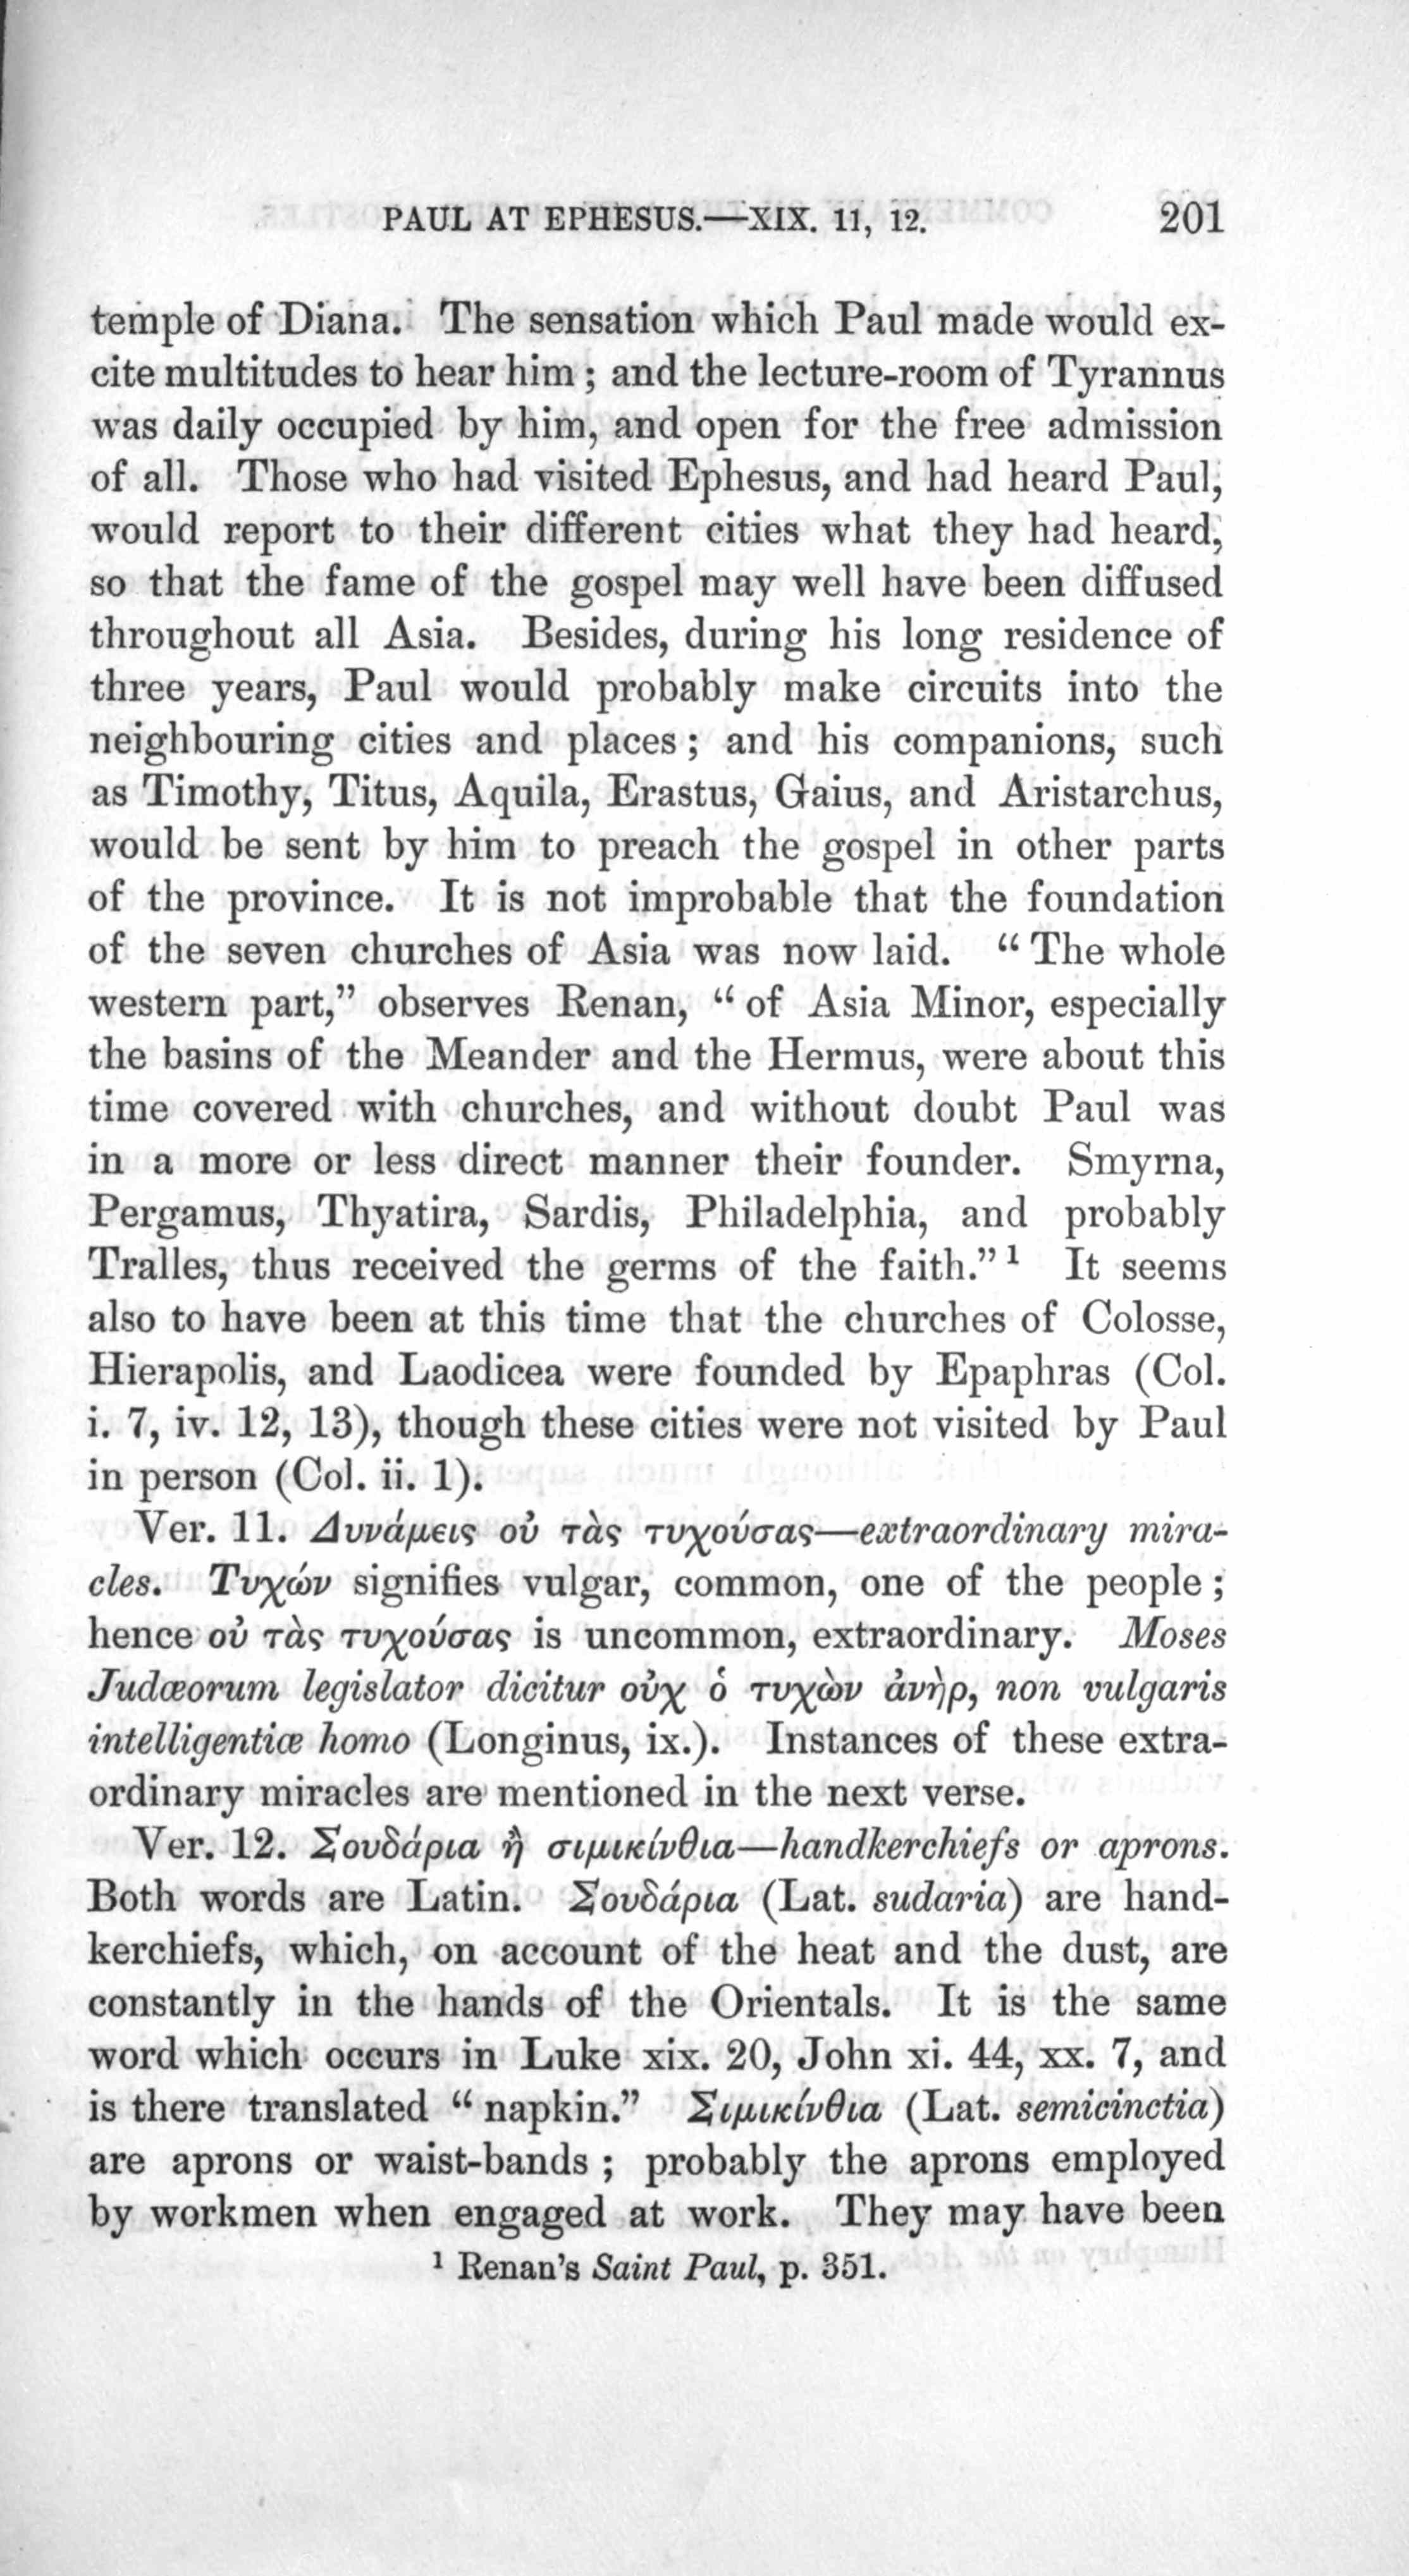 PAUL AT EPHESUS.—XIX. 11, 12. 201
temple of Diana. The sensation which Paul made would ex-
cite multitudes to hear him; and the lecture-room of Tyrannus
was daily occupied by him, and open for the free admission
of all. Those who had visited Ephesus, and had heard Paul,
would report to their different cities what they had heard,
so that the fame of the gospel may well have been diffused
throughout all Asia. Besides, during his long residence of
three years, Paul would probably make circuits into the
neighbouring cities and places; and his companions, such
as Timothy, Titus, Aquila, Erastus, Gaius, and Aristarchus,
would be sent by him to preach the gospel in other parts
of the province. It is not improbable that the foundation
of the seven churches of Asia was now laid. “The whole
western part,” observes Renan, “of Asia Minor, especially
the basins of the Meander and the Hermus, were about this
time covered with churches, and without doubt Paul was
in a more or less direct manner their founder. Smyrna,
Pergamus, Thyatira, Sardis, Philadelphia, and probably
Tralles, thus received the germs of the faith.”¹ It seems
also to have been at this time that the churches of Colosse,
Hierapolis, and Laodicea were founded by Epaphras (Col.
i. 7, iv. 12, 13), though these cities were not visited by Paul
in person (Col. ii. 1).
Ver. 11. Δυνάμεις οὐ τὰς τυχούσας—extraordinary mira-
cles. Τυχών signifies vulgar, common, one of the people;
hence οὐ τὰς τυχούσας is uncommon, extraordinary. Moses
Judæorum legislator dicitur οὐχ ὁ τυχὼν ἀνὴρ, non vulgaris
intelligentiæ homo (Longinus, ix.). Instances of these extra-
ordinary miracles are mentioned in the next verse.
Ver. 12. Σουδάρια ἢ σιμικίνθια—handkerchiefs or aprons.
Both words are Latin. Σουδάρια (Lat. sudaria) are hand-
kerchiefs, which, on account of the heat and the dust, are
constantly in the hands of the Orientals. It is the same
word which occurs in Luke xix. 20, John xi. 44, xx. 7, and
is there translated “napkin.” Σιμικίνθια (Lat. semicinctia)
are aprons or waist-bands; probably the aprons employed
by workmen when engaged at work. They may have been
¹ Renan's Saint Paul, p. 351.